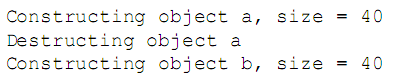 Constructing object a, size = 40
Destructing object a
Constructing object b, size = 40